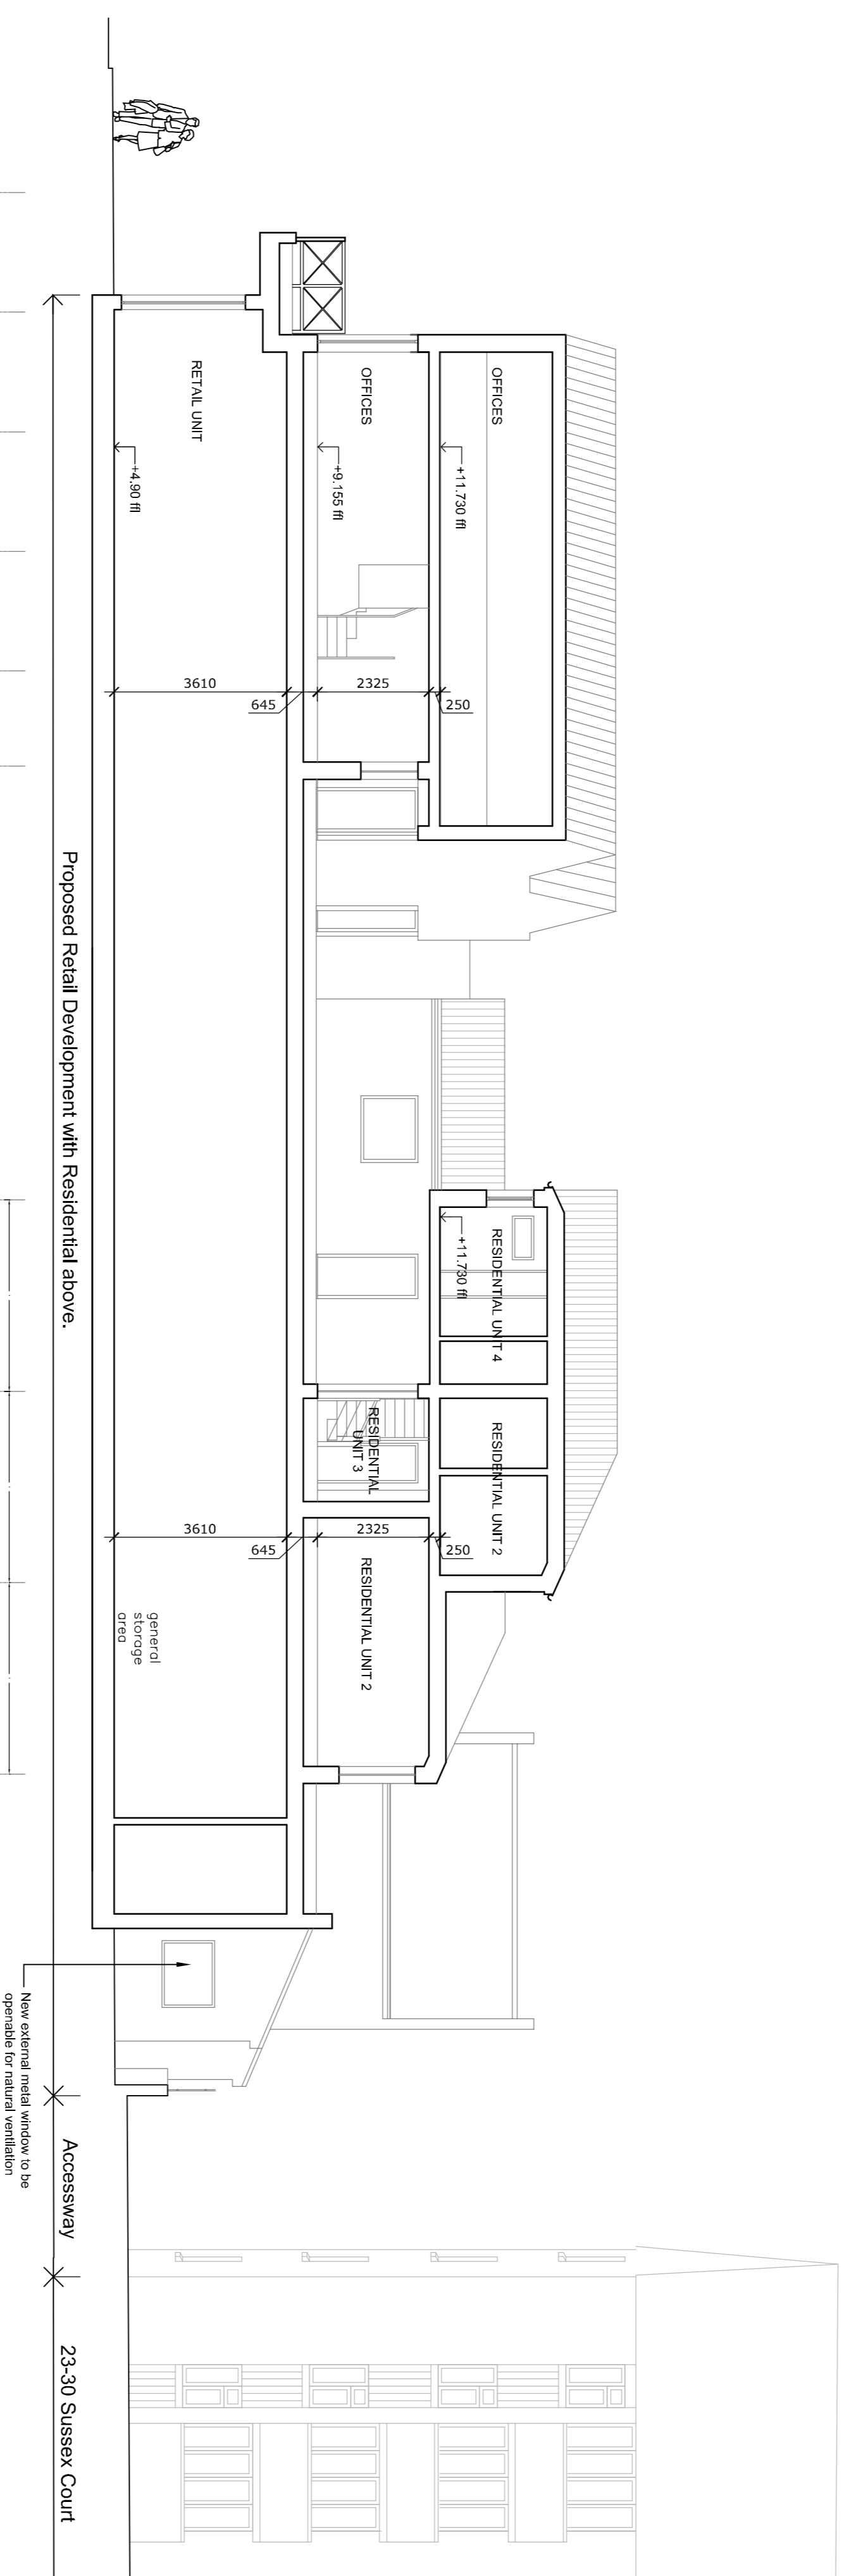 OFFICES
+11.730 ffl
OFFICES
+9.155 ffl
RETAIL UNIT
+4.90 ffl
250
2325
645
3610
RESIDENTIAL UNIT 4
+11.730 ffl
RESIDENTIAL UNIT 2
RESIDENTIAL
UNIT 3
250
2325
645
3610
RESIDENTIAL UNIT 2
general
storage
area
Proposed Retail Development with Residential above.
Accessway
23-30 Sussex Court
New external metal window to be
openable for natural ventilation